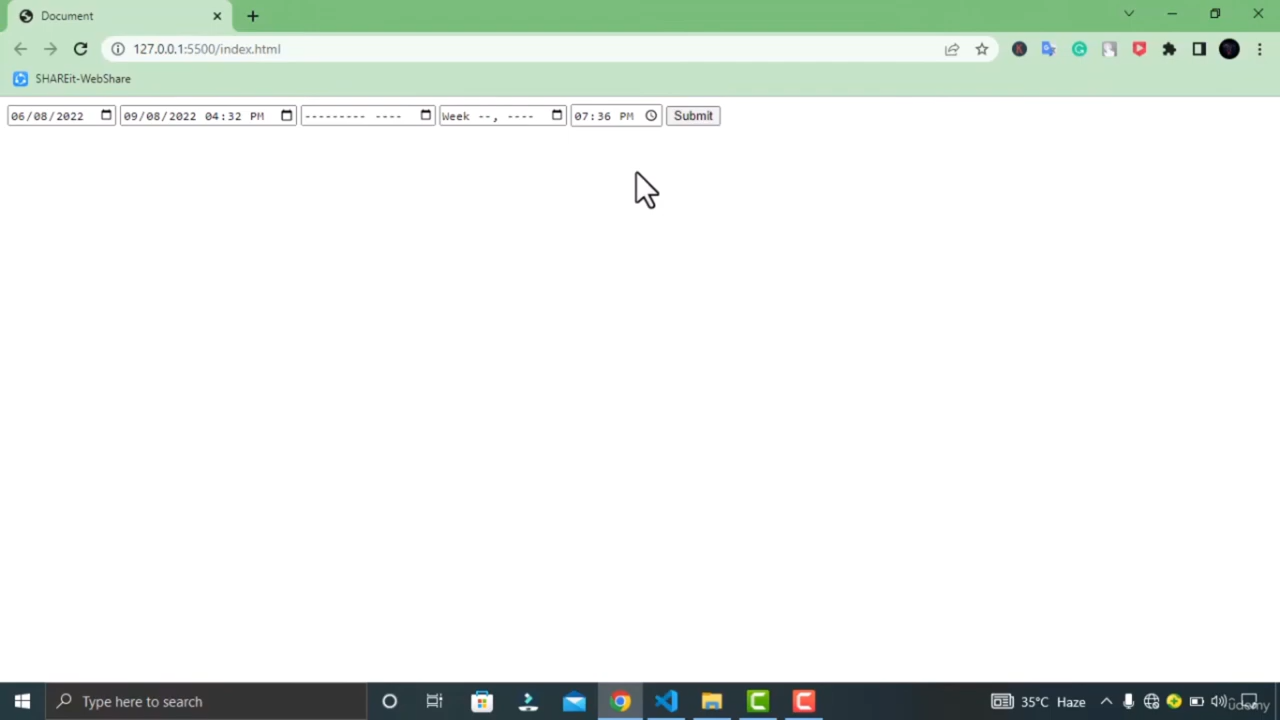 Document
127.0.0.1:5500/index.html
SHAREit-WebShare
06/08/2022 09/08/2022 04:32 PM --------- ---- Week --, ---- 07:36 PM Submit
Type here to search
35°C Haze
ûdemy